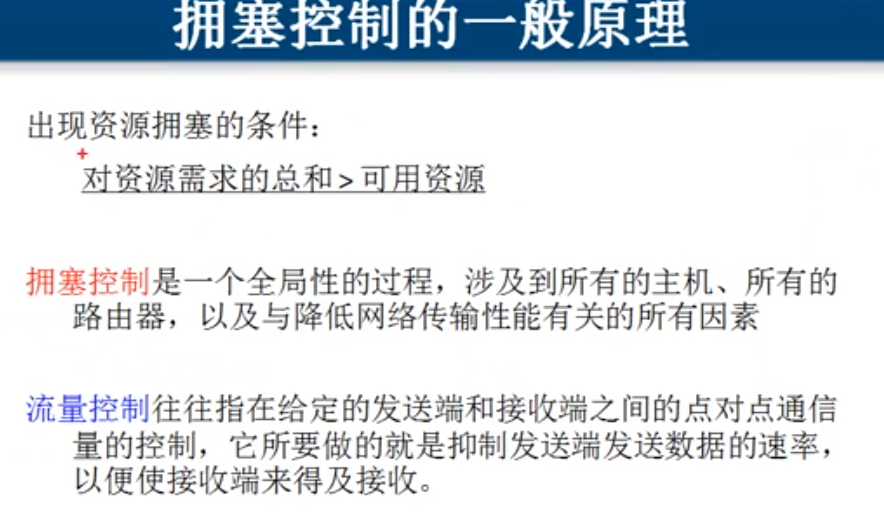 拥塞控制的一般原理
出现资源拥塞的条件：
对资源需求的总和>可用资源
拥塞控制是一个全局性的过程，涉及到所有的主机、所有的
路由器，以及与降低网络传输性能有关的所有因素
流量控制往往指在给定的发送端和接收端之间的点对点通信
量的控制，它所要做的就是抑制发送端发送数据的速率，
以便使接收端来得及接收。